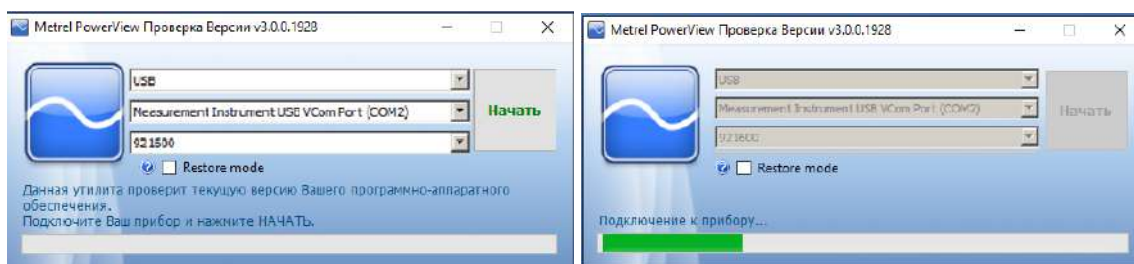 Metrel PowerView Проверка Версии v3.0.0.1928
USB
Measurement Instrument USB VCom Port (COM2)
Начать
921600
Restore mode
Данная утилита проверит текущую версию Вашего программно-аппаратного
обеспечения.
Подключите Ваш прибор и нажмите НАЧАТЬ.
Metrel PowerView Проверка Версии v3.0.0.1928
USB
Measurement Instrument USB VCom Port (COM2)
Начать
921600
Restore mode
Подключение к прибору...